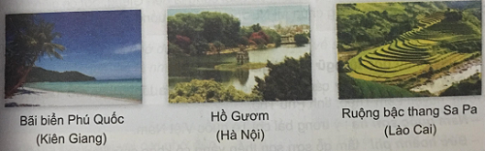 Bãi biển Phú Quốc
(Kiên Giang)
Hồ Gươm
(Hà Nội)
Ruộng bậc thang Sa Pa
(Lào Cai)